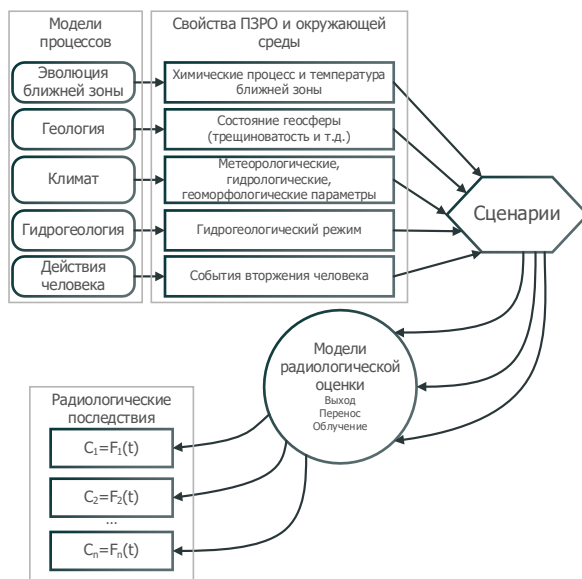 Модели
процессов
Свойства ПЗРО и окружающей
среды
Эволюция
ближней зоны
Химические процесс и температура
ближней зоны
Геология
Состояние геосферы
(трещиноватость и т.д.)
Климат
Метеорологические,
гидрологические,
геоморфологические параметры
Гидрогеология
Гидрогеологический режим
Действия
человека
События вторжения человека
Сценарии
Модели
радиологической
оценки
Выход
Перенос
Облучение
Радиологические
последствия
C₁=F₁(t)
C₂=F₂(t)
...
Cₙ=Fₙ(t)